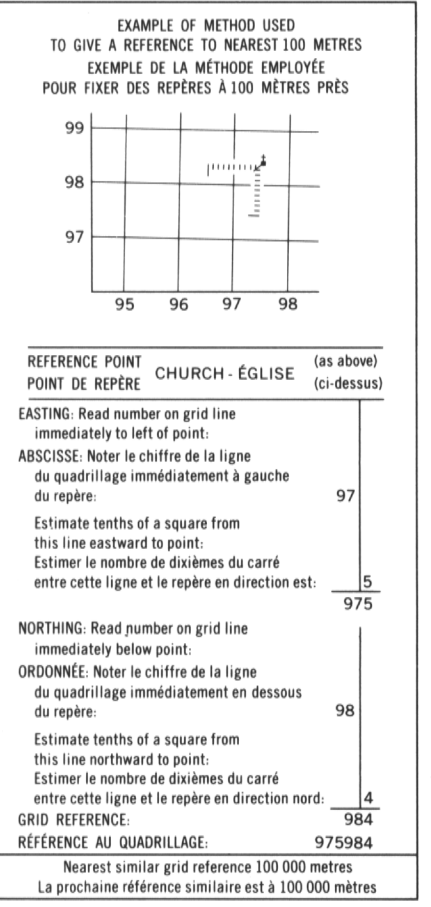 EXAMPLE OF METHOD USED
TO GIVE A REFERENCE TO NEAREST 100 METRES
EXEMPLE DE LA MÉTHODE EMPLOYÉE
POUR FIXER DES REPÈRES À 100 MÈTRES PRÈS
99
98
97
95 96 97 98
REFERENCE POINT
POINT DE REPÈRE
CHURCH - ÉGLISE
(as above)
(ci-dessus)
EASTING: Read number on grid line
immediately to left of point:
ABSCISSE: Noter le chiffre de la ligne
du quadrillage immédiatement à gauche
du repère: 97
Estimate tenths of a square from
this line eastward to point:
Estimer le nombre de dixièmes du carré
entre cette ligne et le repère en direction est: 5
975
NORTHING: Read number on grid line
immediately below point:
ORDONNÉE: Noter le chiffre de la ligne
du quadrillage immédiatement en dessous
du repère: 98
Estimate tenths of a square from
this line northward to point:
Estimer le nombre de dixièmes du carré
entre cette ligne et le repère en direction nord: 4
GRID REFERENCE: 984
RÉFÉRENCE AU QUADRILLAGE: 975984
Nearest similar grid reference 100 000 metres
La prochaine référence similaire est à 100 000 mètres